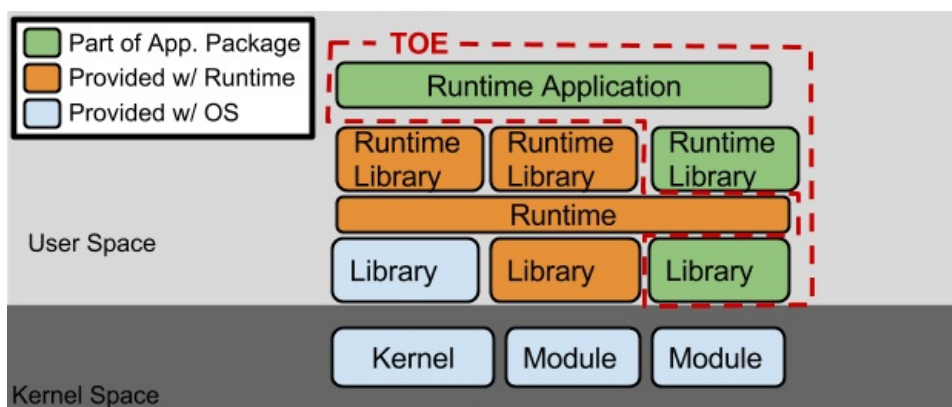 Part of App. Package
Provided w/ Runtime
Provided w/ OS
TOE
Runtime Application
Runtime
Library
Runtime
Library
Runtime
Library
Runtime
User Space
Library
Library
Library
Kernel
Module
Module
Kernel Space